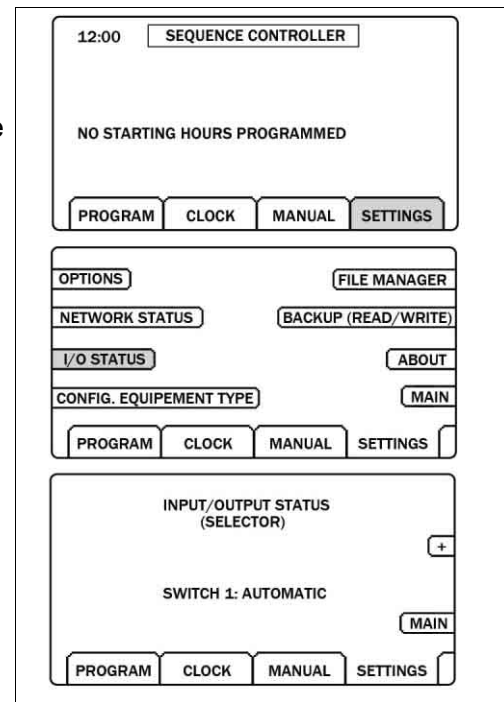 e
12:00 SEQUENCE CONTROLLER
NO STARTING HOURS PROGRAMMED
PROGRAM CLOCK MANUAL SETTINGS
OPTIONS FILE MANAGER
NETWORK STATUS BACKUP (READ/WRITE)
I/O STATUS ABOUT
CONFIG. EQUIPEMENT TYPE MAIN
PROGRAM CLOCK MANUAL SETTINGS
INPUT/OUTPUT STATUS
(SELECTOR)
+
SWITCH 1: AUTOMATIC
MAIN
PROGRAM CLOCK MANUAL SETTINGS